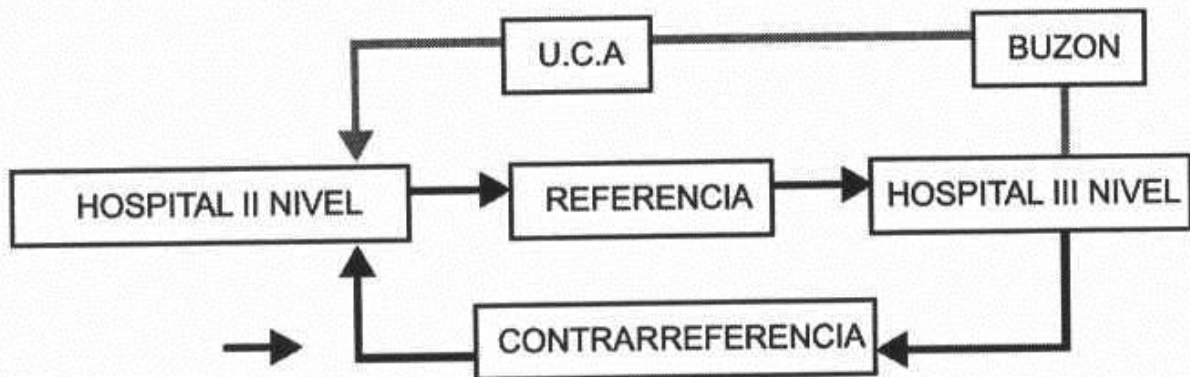 U.C.A
BUZON
HOSPITAL II NIVEL
REFERENCIA
HOSPITAL III NIVEL
CONTRARREFERENCIA